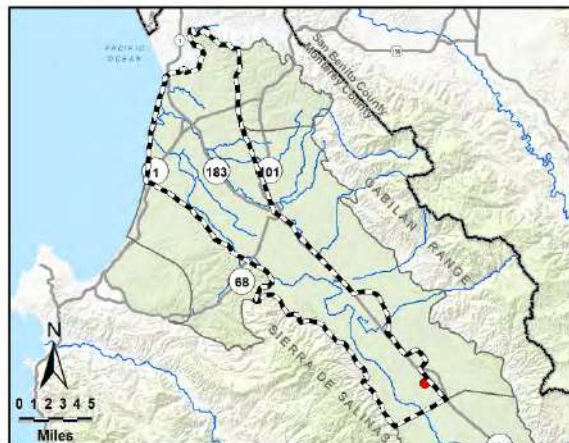 PACIFIC
OCEAN
1
San Benito County
Monterey County
183
101
1
GABILAN RANGE
68
SIERRA DE SALINAS
N
0 1 2 3 4 5
Miles